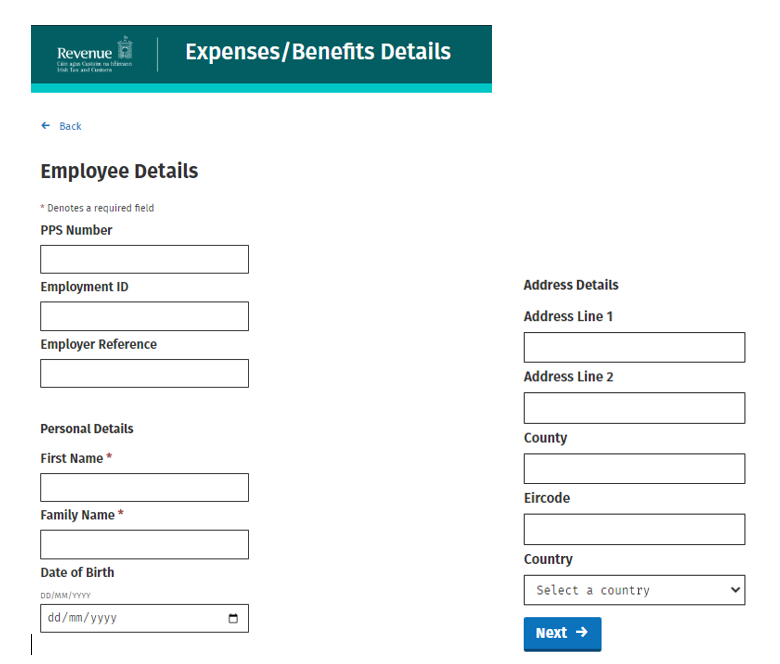 Revenue
Cáin agus Custaim na hÉireann
Irish Tax and Customs
Expenses/Benefits Details
Back
Employee Details
* Denotes a required field
PPS Number
Employment ID
Employer Reference
Personal Details
First Name *
Family Name *
Date of Birth
DD/MM/YYYY
dd/mm/yyyy
Address Details
Address Line 1
Address Line 2
County
Eircode
Country
Select a country
Next